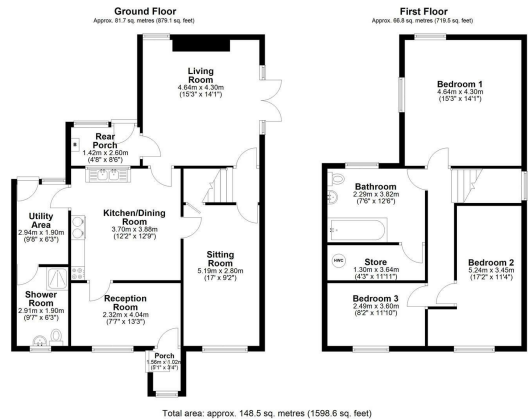 Ground Floor
Approx. 81.7 sq. metres (879.1 sq. feet)
Living
Room
4.64m x 4.30m
(15'3" x 14'1")
Rear
Porch
1.42m x 2.60m
(4'8" x 8'6")
Utility
Area
2.94m x 1.90m
(9'8" x 6'3")
Kitchen/Dining
Room
3.70m x 3.88m
(12'2" x 12'9")
Sitting
Room
5.19m x 2.80m
(17' x 9'2")
Shower
Room
2.91m x 1.90m
(9'7" x 6'3")
Reception
Room
2.32m x 4.04m
(7'7" x 13'3")
Porch
1.56m x 1.02m
(5'1" x 3'4")
First Floor
Approx. 66.8 sq. metres (719.5 sq. feet)
Bedroom 1
4.64m x 4.30m
(15'3" x 14'1")
Bathroom
2.29m x 3.82m
(7'6" x 12'6")
Store
1.30m x 3.64m
(4'3" x 11'11")
HWC
Bedroom 2
5.24m x 3.45m
(17'2" x 11'4")
Bedroom 3
2.49m x 3.60m
(8'2" x 11'10")
Total area: approx. 148.5 sq. metres (1598.6 sq. feet)